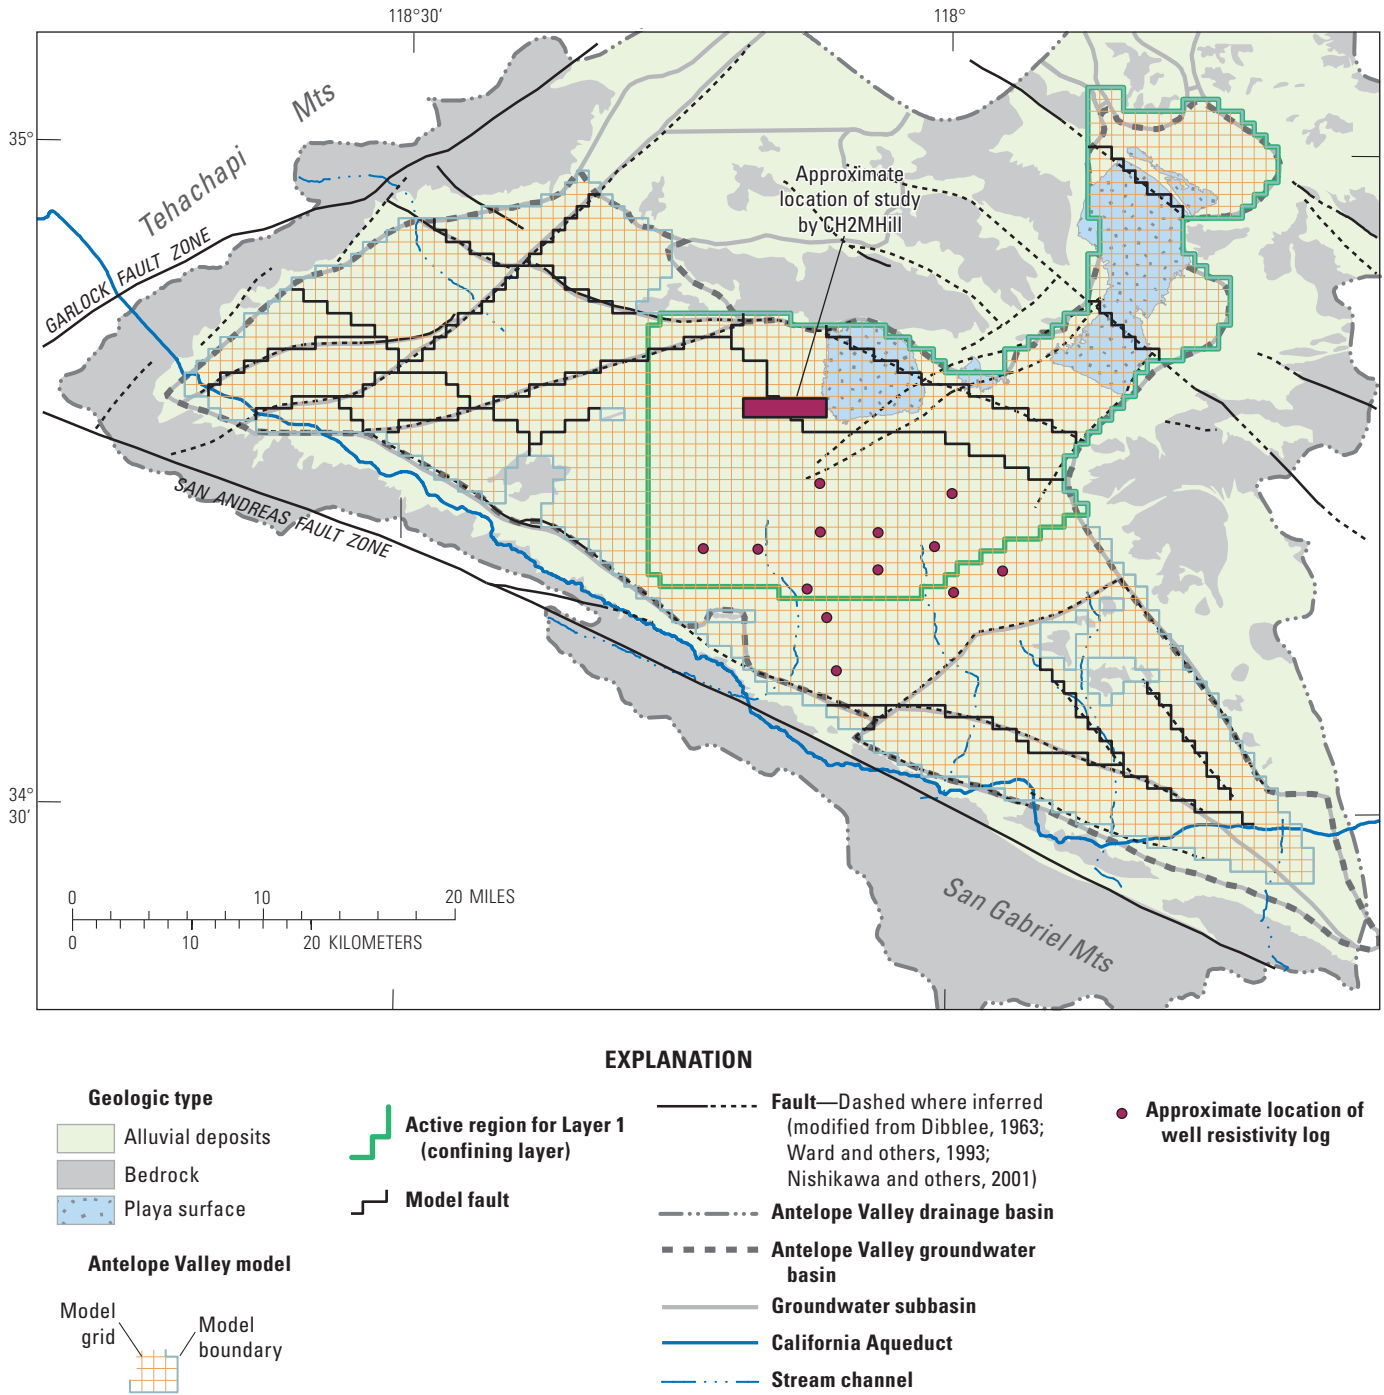 118°30'
118°
35°
Mts
Tehachapi
GARLOCK FAULT ZONE
Approximate
location of study
by CH2MHill
SAN ANDREAS FAULT ZONE
34°
30'
San Gabriel Mts
0 10 20 MILES
0 10 20 KILOMETERS
EXPLANATION
Geologic type
Alluvial deposits
Bedrock
Playa surface
Antelope Valley model
Model
grid
Model
boundary
Active region for Layer 1
(confining layer)
Model fault
Fault—Dashed where inferred
(modified from Dibblee, 1963;
Ward and others, 1993;
Nishikawa and others, 2001)
Antelope Valley drainage basin
Antelope Valley groundwater
basin
Groundwater subbasin
California Aqueduct
Stream channel
Approximate location of
well resistivity log